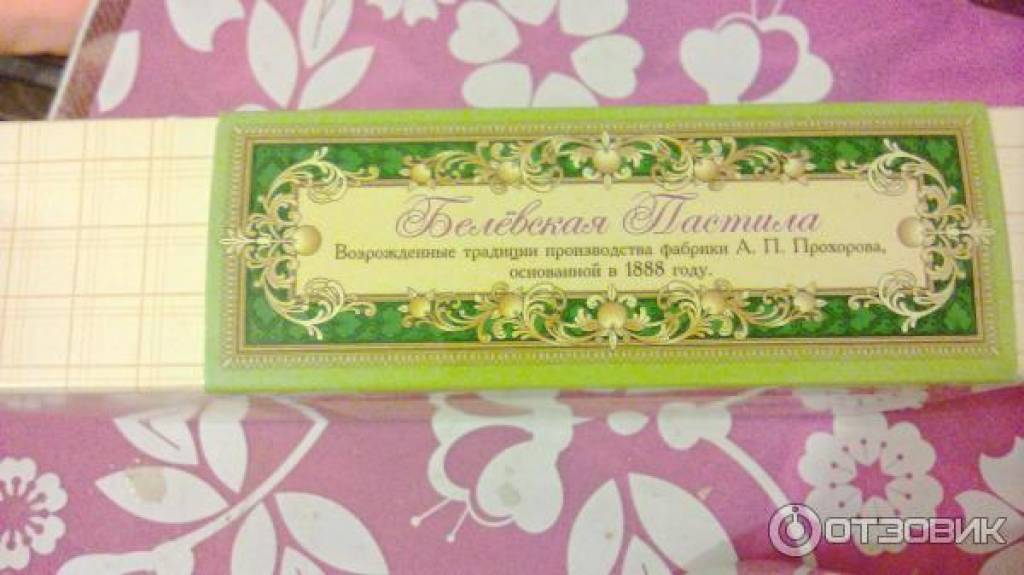 Белёвская Пастила
Возрожденные традиции производства фабрики А. П. Прохорова,
основанной в 1888 году.
ОТЗОВИК